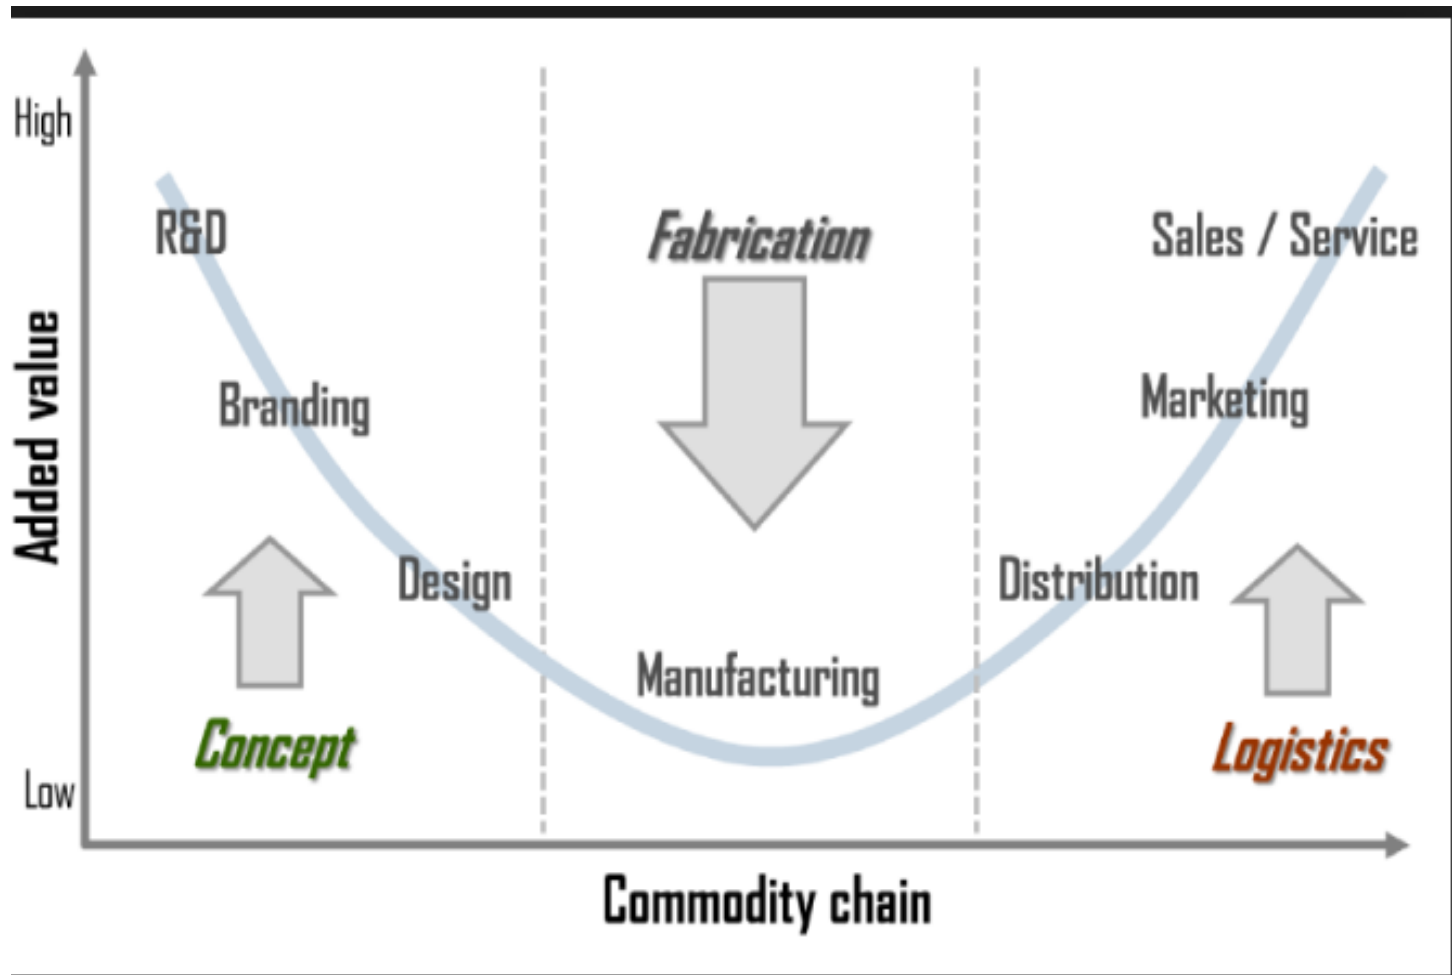 High
R&D
Fabrication
Sales / Service
Branding
Marketing
Added value
Design
Distribution
Manufacturing
Concept
Logistics
Low
Commodity chain